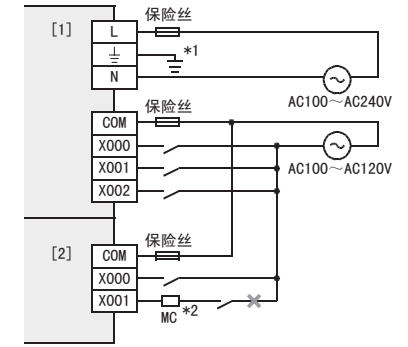 [1]
L
保险丝
*1
N
AC100～AC240V
COM
保险丝
X000
X001
AC100～AC120V
X002
[2]
COM
保险丝
X000
X001
MC
*2